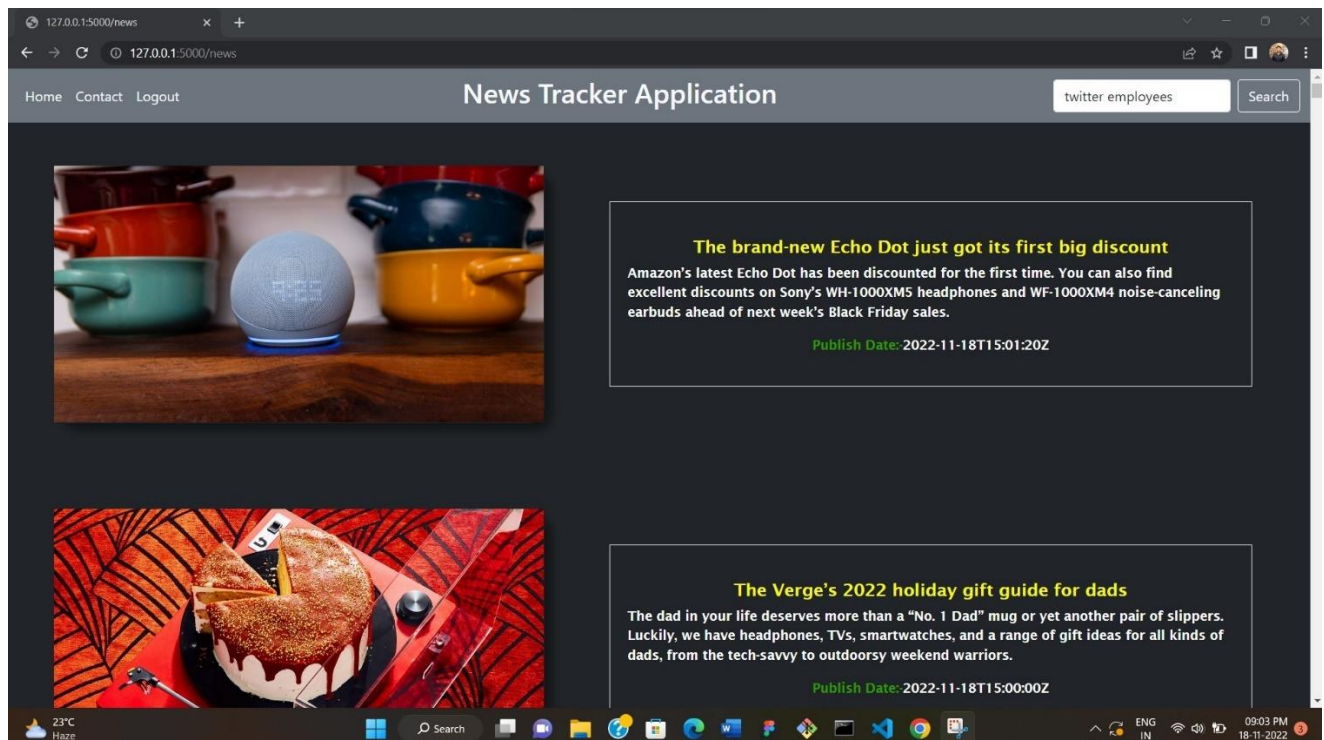 127.0.0.1:5000/news
127.0.0.1:5000/news
Home Contact Logout
News Tracker Application
twitter employees
Search
The brand-new Echo Dot just got its first big discount
Amazon’s latest Echo Dot has been discounted for the first time. You can also find
excellent discounts on Sony’s WH-1000XM5 headphones and WF-1000XM4 noise-canceling
earbuds ahead of next week’s Black Friday sales.
Publish Date:-2022-11-18T15:01:20Z
The Verge’s 2022 holiday gift guide for dads
The dad in your life deserves more than a “No. 1 Dad” mug or yet another pair of slippers.
Luckily, we have headphones, TVs, smartwatches, and a range of gift ideas for all kinds of
dads, from the tech-savvy to outdoorsy weekend warriors.
Publish Date:-2022-11-18T15:00:00Z
23°C
Haze
Search
ENG
IN
09:03 PM
18-11-2022
3